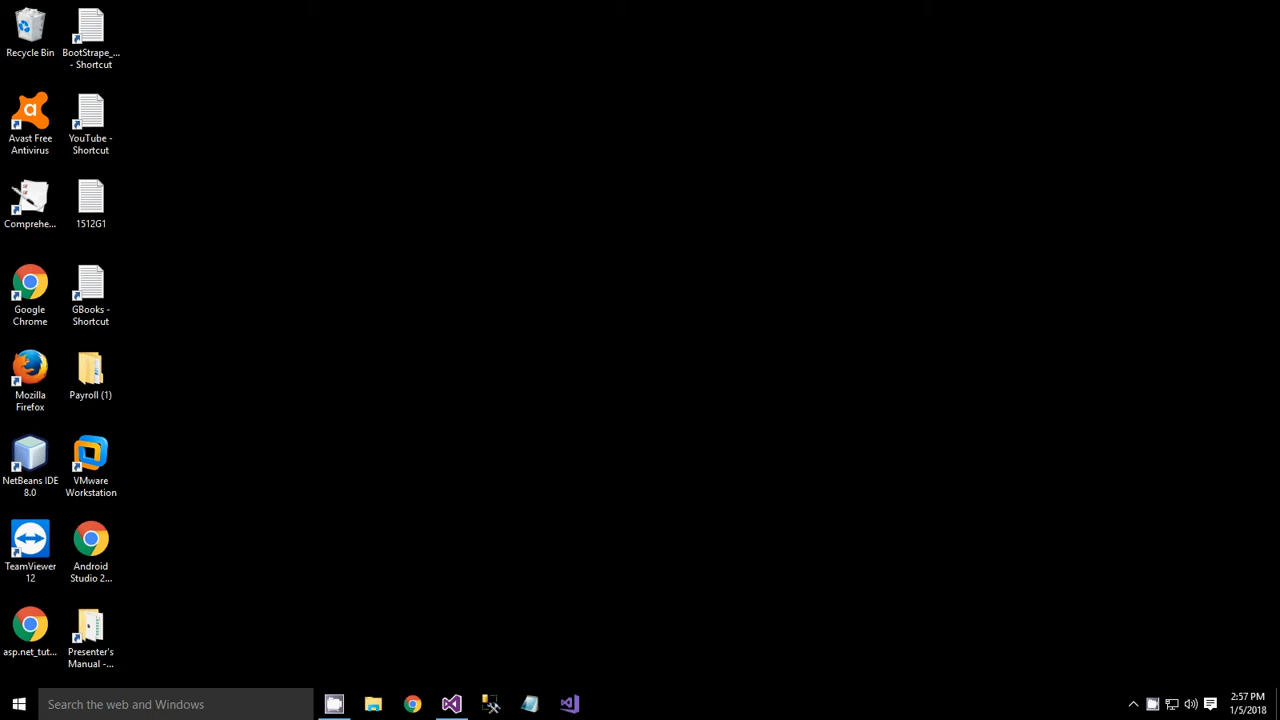 Recycle Bin
BootStrape_...
- Shortcut
Avast Free
Antivirus
YouTube -
Shortcut
Comprehe...
1512G1
Google
Chrome
GBooks -
Shortcut
Mozilla
Firefox
Payroll (1)
NetBeans IDE
8.0
VMware
Workstation
TeamViewer
12
Android
Studio 2...
asp.net_tut...
Presenter's
Manual -...
Search the web and Windows
2:57 PM
1/5/2018